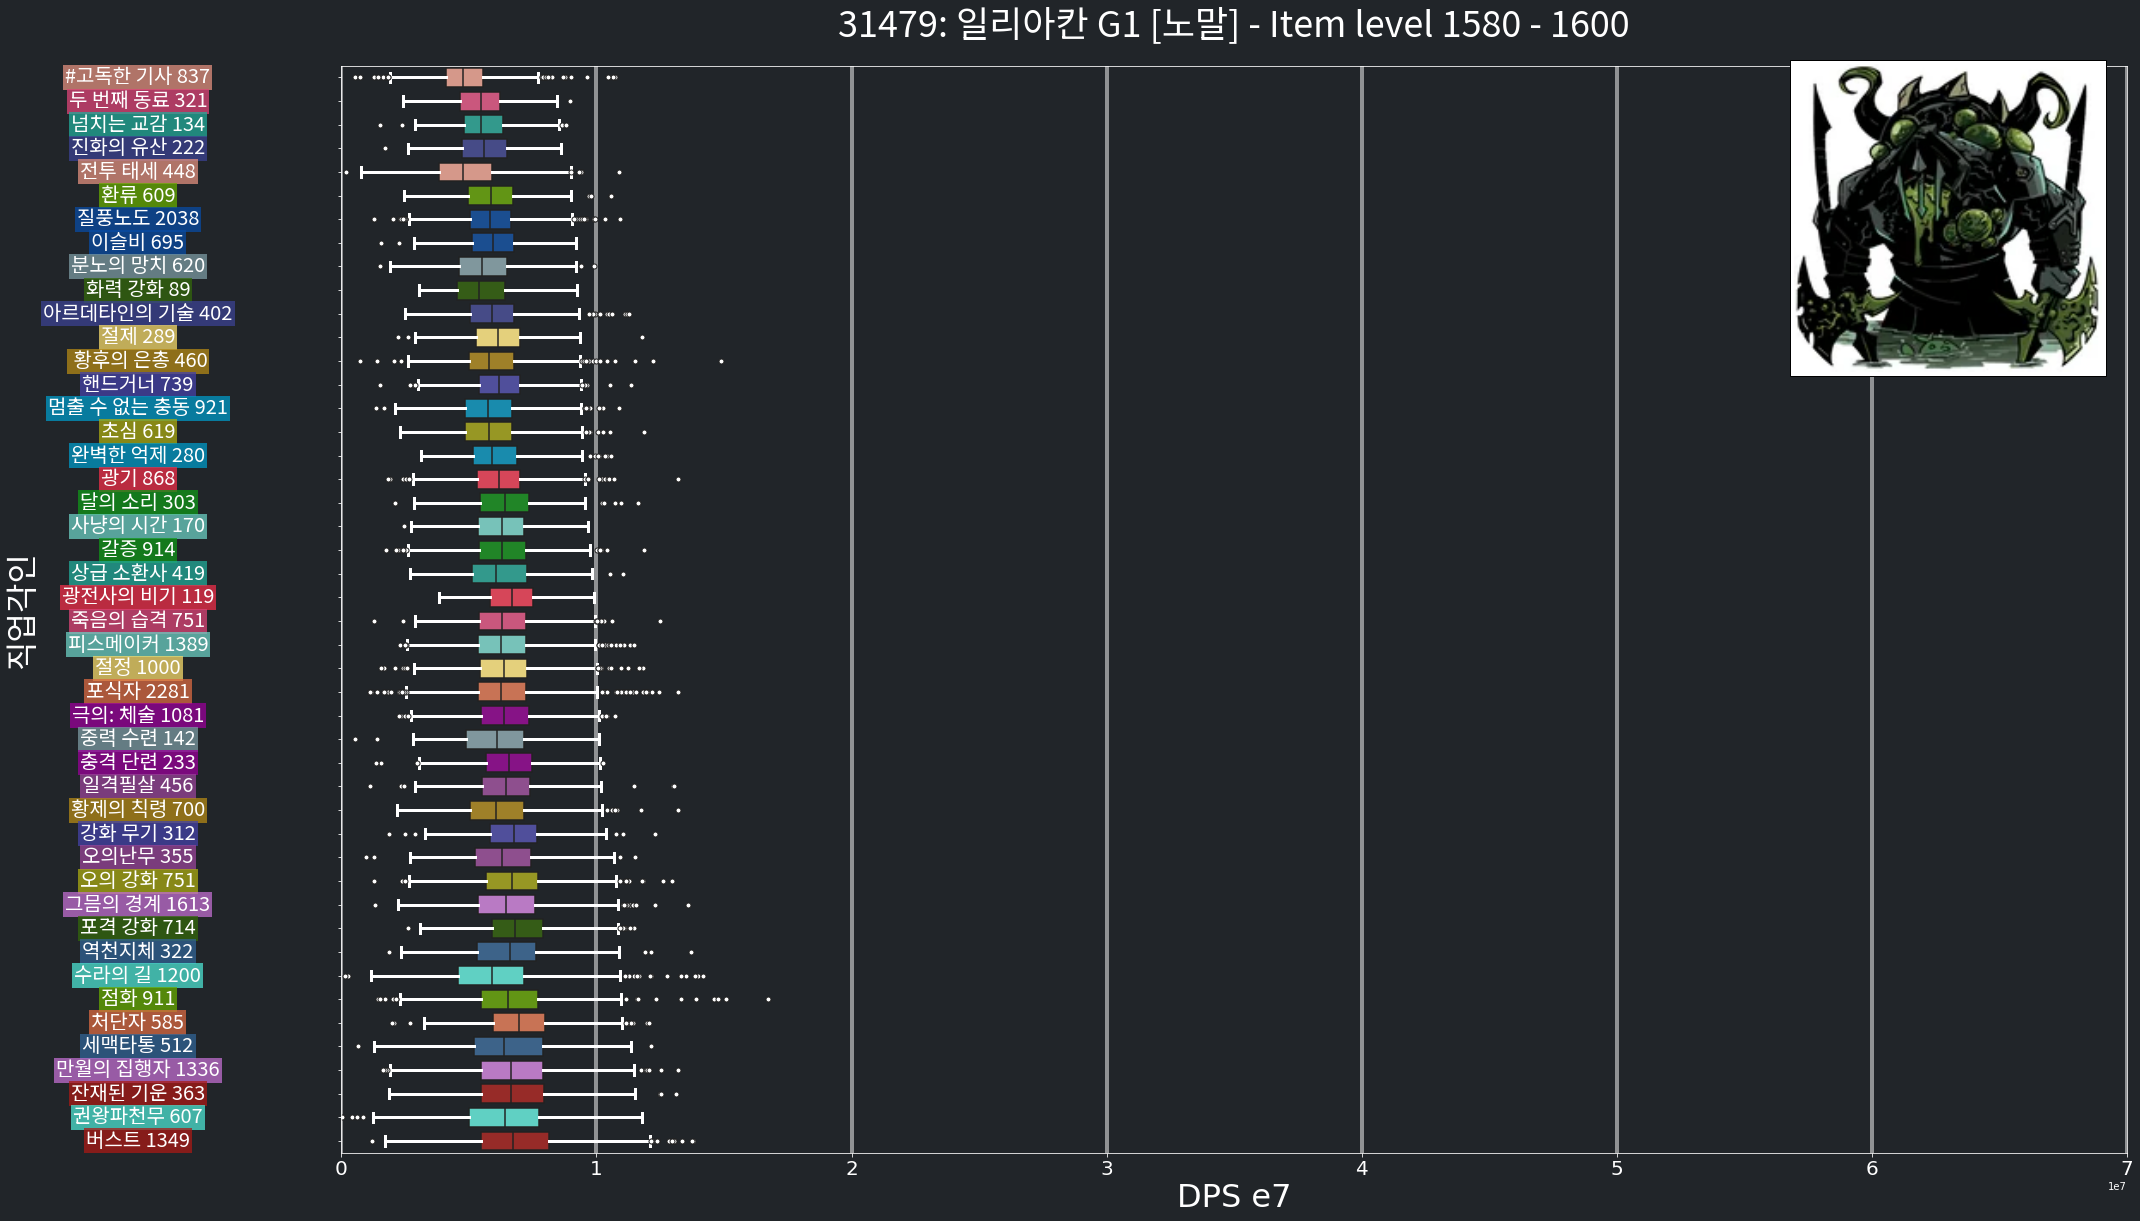 31479: 일리아칸 G1 [노말] - Item level 1580 - 1600
직업각인
#고독한 기사 837
두 번째 동료 321
넘치는 교감 134
진화의 유산 222
전투 태세 448
환류 609
질풍노도 2038
이슬비 695
분노의 망치 620
화력 강화 89
아르데타인의 기술 402
절제 289
황후의 은총 460
핸드거너 739
멈출 수 없는 충동 921
초심 619
완벽한 억제 280
광기 868
달의 소리 303
사냥의 시간 170
갈증 914
상급 소환사 419
광전사의 비기 119
죽음의 습격 751
피스메이커 1389
절정 1000
포식자 2281
극의: 체술 1081
중력 수련 142
충격 단련 233
일격필살 456
황제의 칙령 700
강화 무기 312
오의난무 355
오의 강화 751
그믐의 경계 1613
포격 강화 714
역천지체 322
수라의 길 1200
점화 911
처단자 585
세맥타통 512
만월의 집행자 1336
잔재된 기운 363
권왕파천무 607
버스트 1349
0 1 2 3 4 5 6 7
1e7
DPS e7